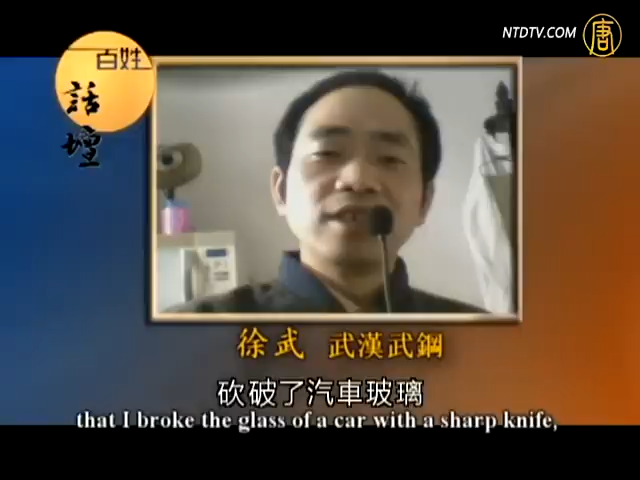 NTDTV.COM
唐
百姓
話
壇
徐武 武漢武鋼
砍破了汽車玻璃
that I broke the glass of a car with a sharp knife,